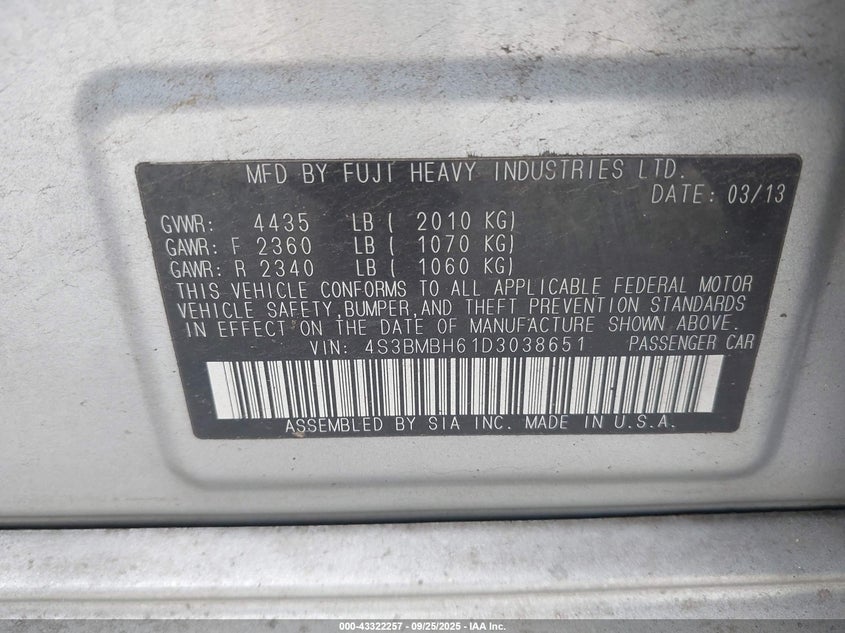 MFD BY FUJI HEAVY INDUSTRIES LTD.
DATE: 03/13
GVWR: 4435 LB ( 2010 KG)
GAWR: F 2360 LB ( 1070 KG)
GAWR: R 2340 LB ( 1060 KG)
THIS VEHICLE CONFORMS TO ALL APPLICABLE FEDERAL MOTOR
VEHICLE SAFETY,BUMPER,AND THEFT PREVENTION STANDARDS
IN EFFECT ON THE DATE OF MANUFACTURE SHOWN ABOVE.
VIN: 4S3BMBH61D3038651 PASSENGER CAR
ASSEMBLED BY SIA INC. MADE IN U.S.A.
000-43322257 - 09/25/2025 - IAA Inc.